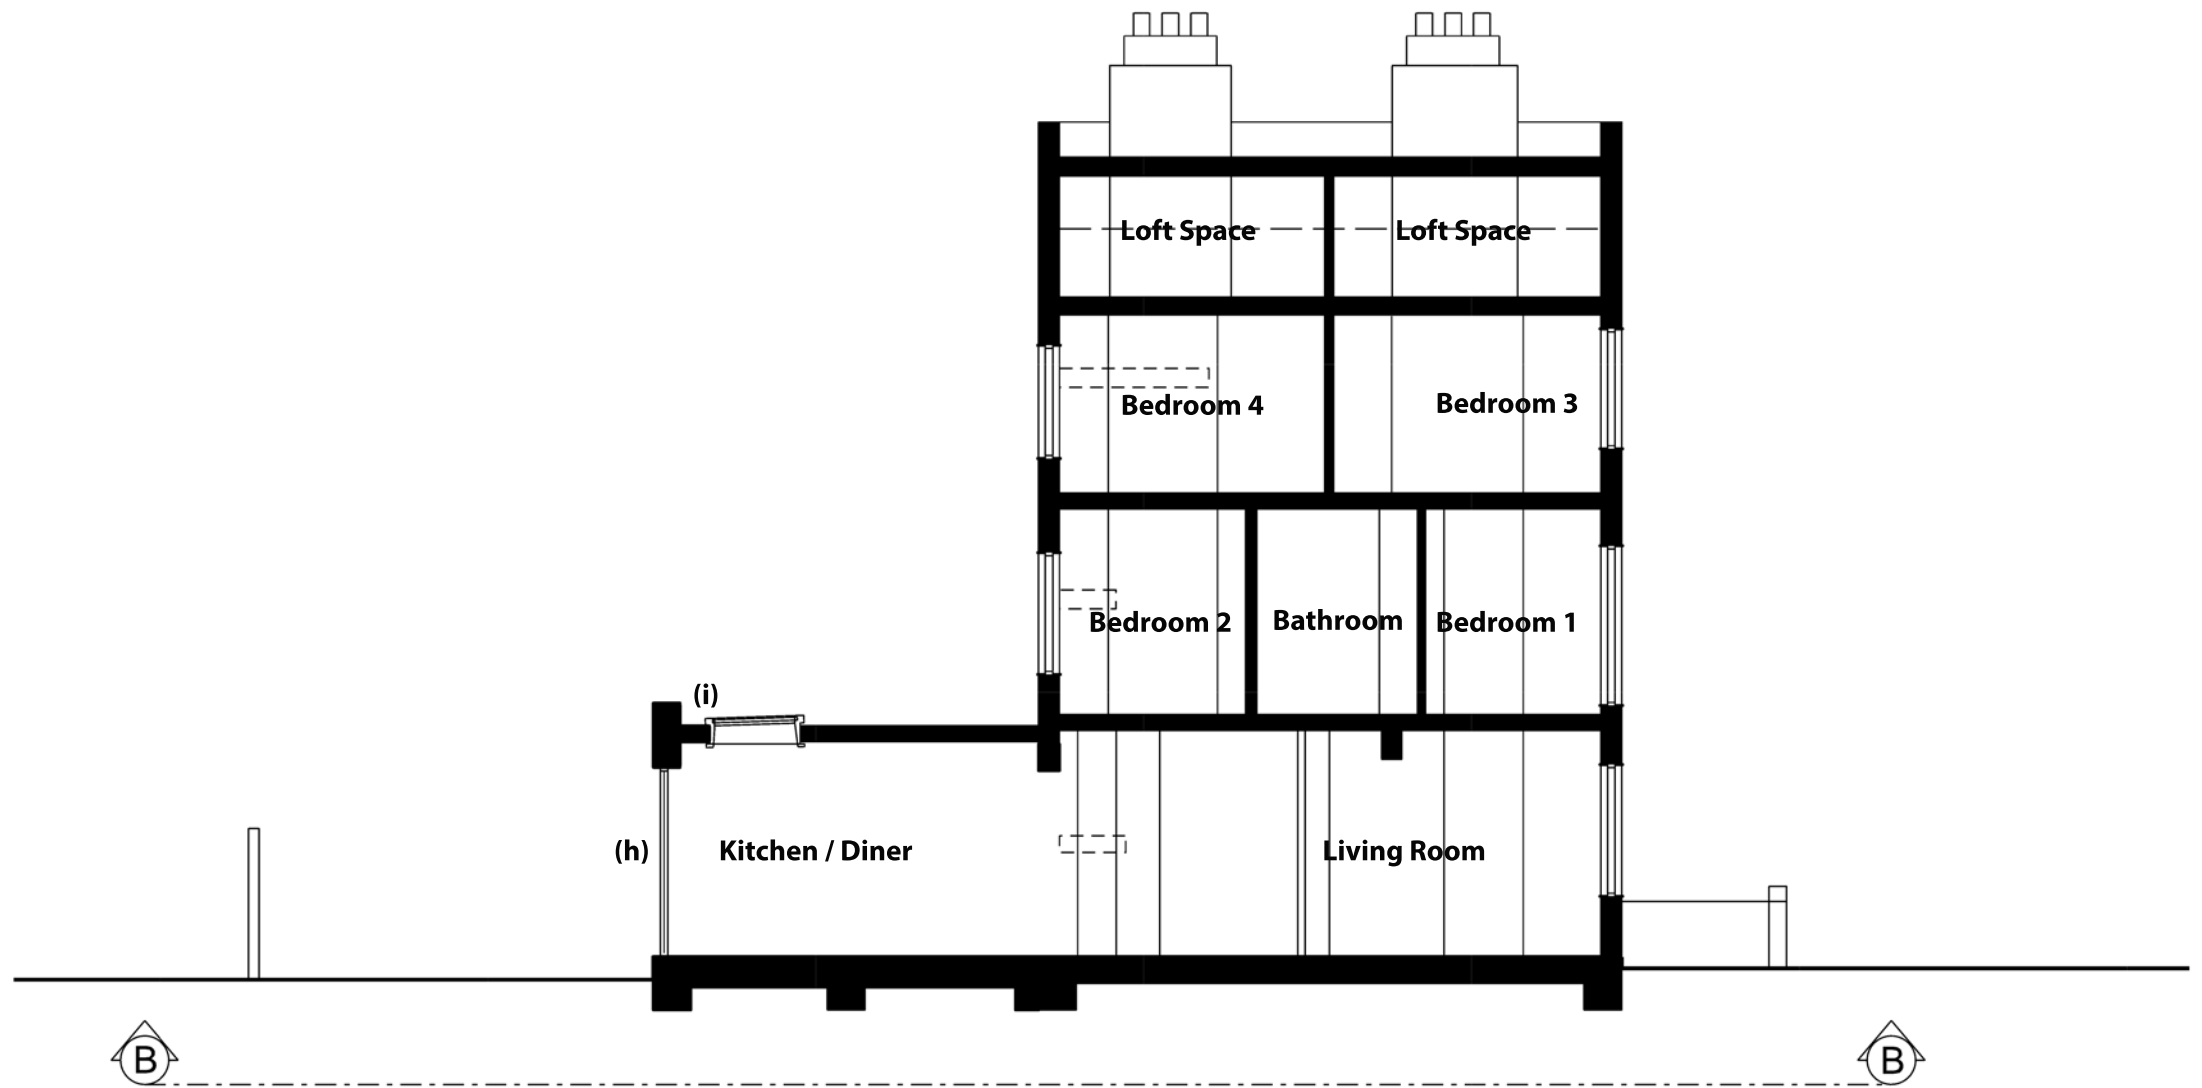 Loft Space Loft Space
Bedroom 4 Bedroom 3
Bedroom 2 Bathroom Bedroom 1
(i)
(h) Kitchen / Diner Living Room
B B